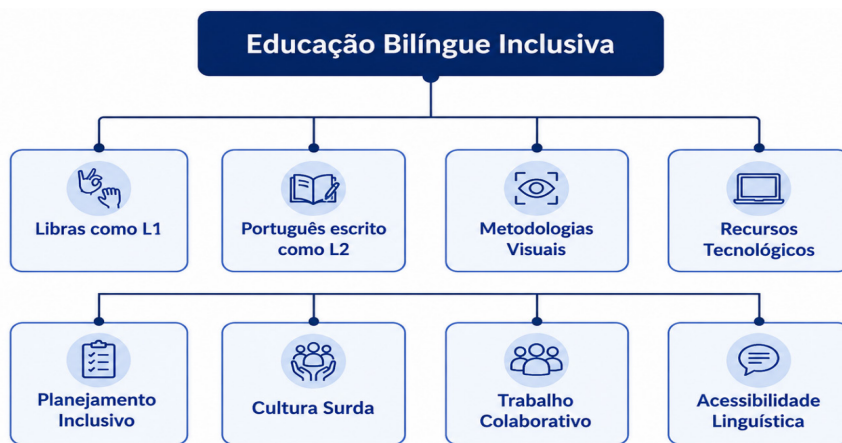 Educação Bilíngue Inclusiva
Libras como L1
Português escrito
como L2
Metodologias
Visuais
Recursos
Tecnológicos
Planejamento
Inclusivo
Cultura Surda
Trabalho
Colaborativo
Acessibilidade
Linguística